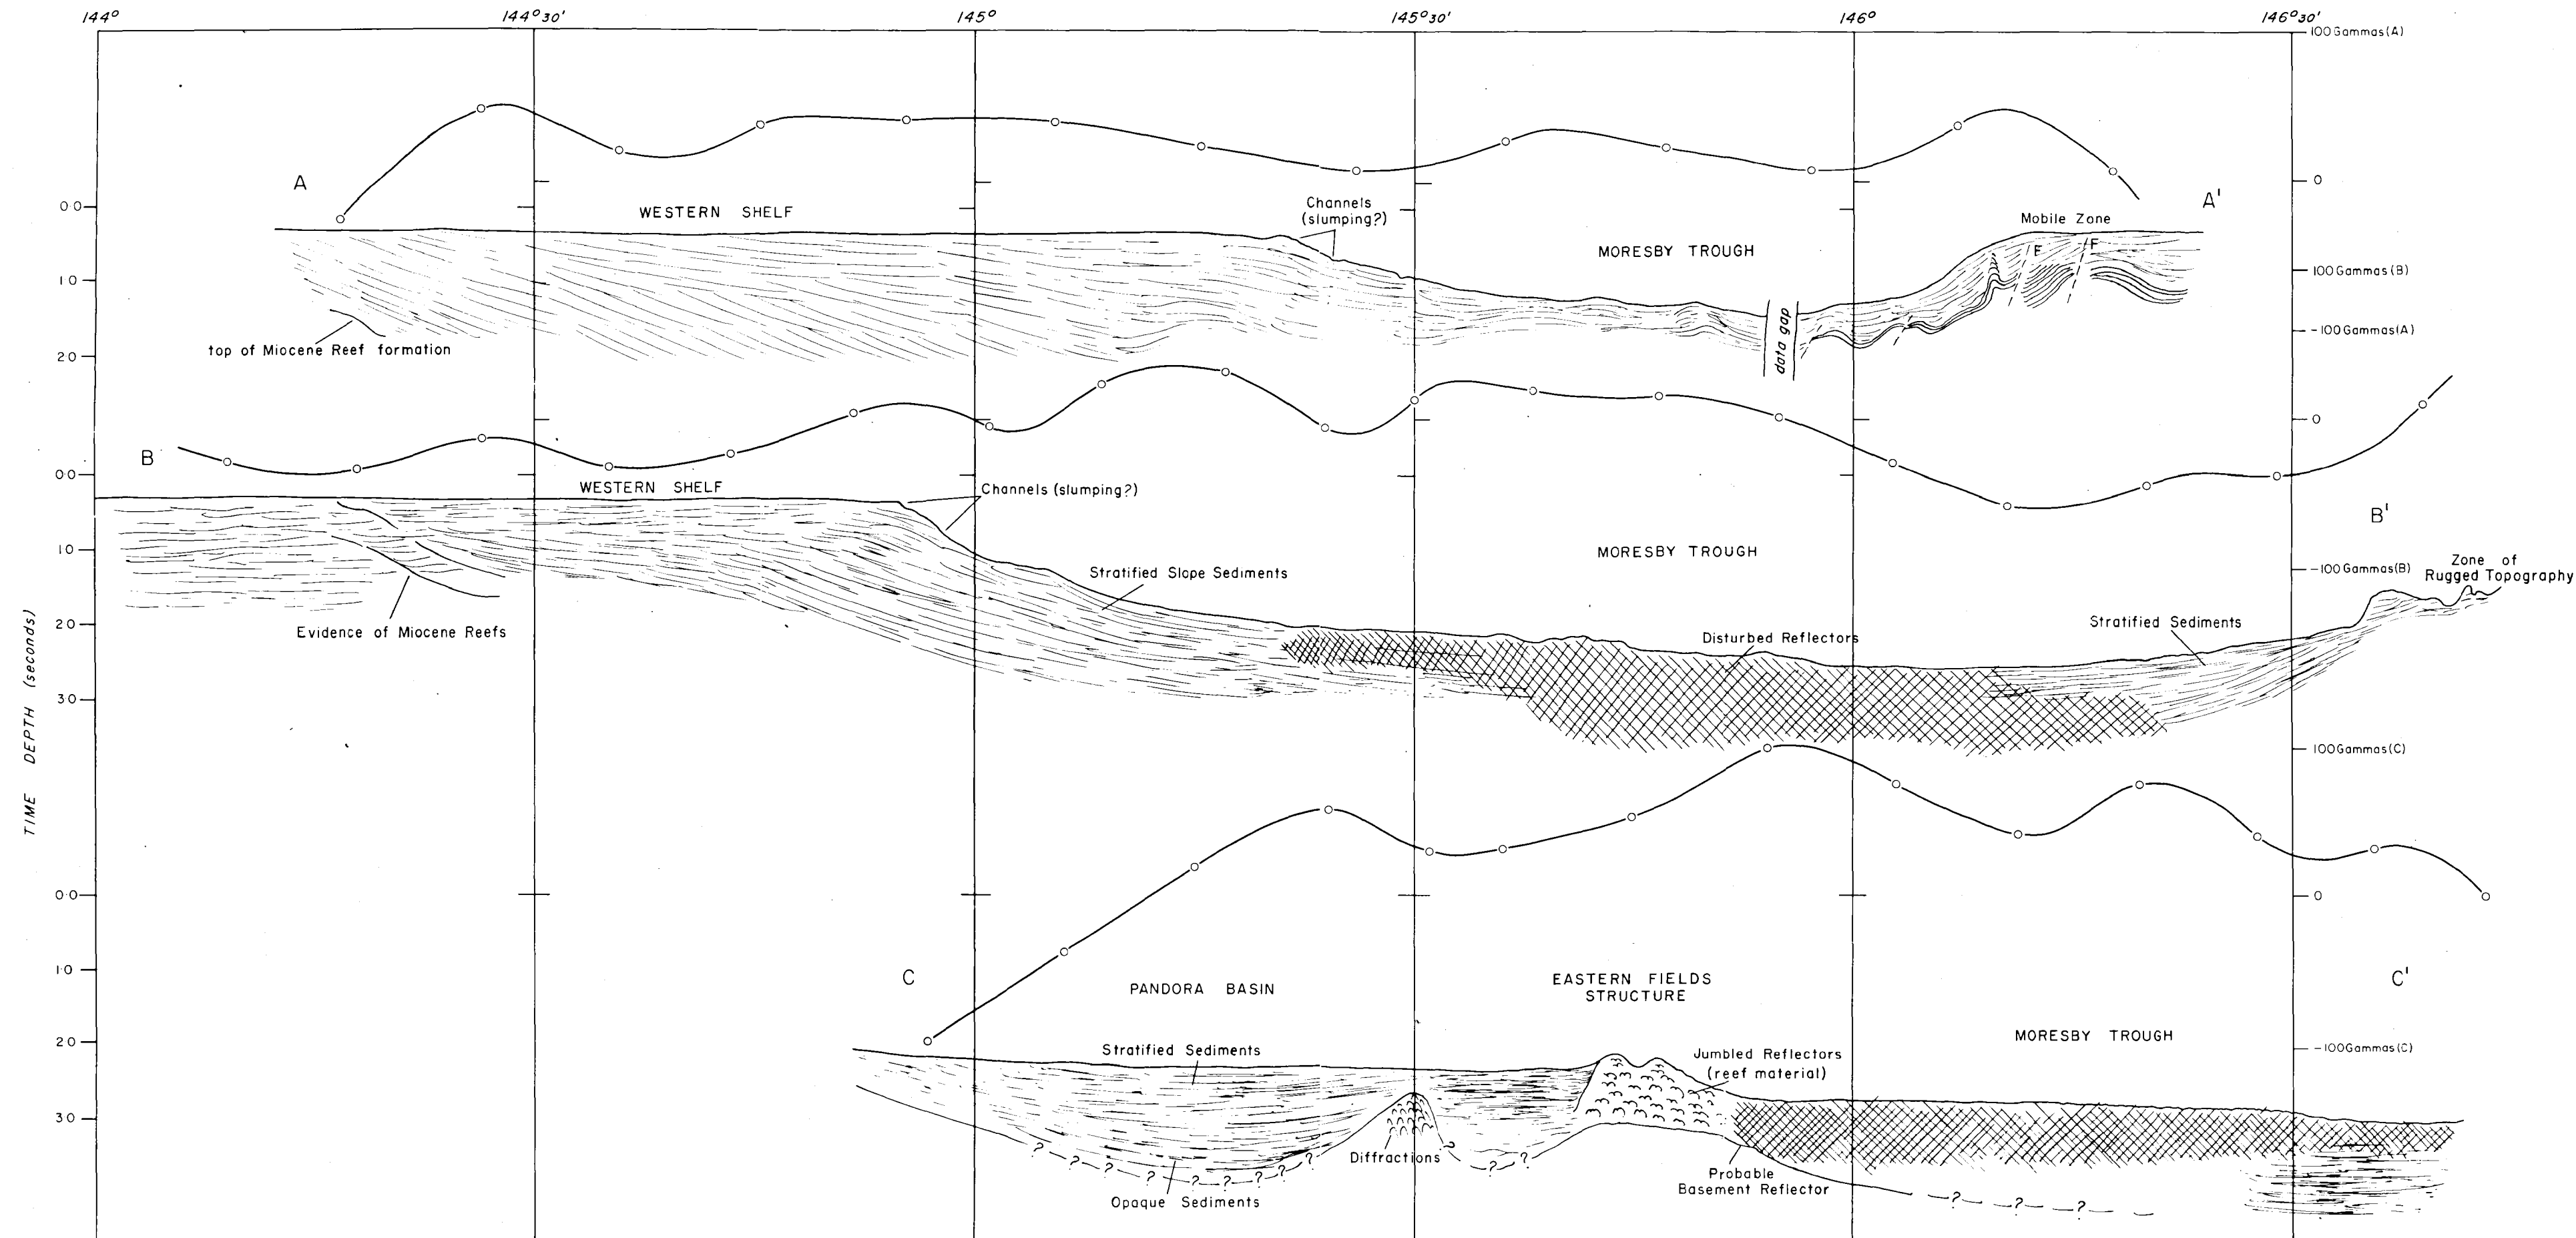 144°
144°30'
145°
145°30'
146°
146°30'
100 Gammas (A)
A
0·0
WESTERN SHELF
Channels
(slumping?)
0
A'
Mobile Zone
MORESBY TROUGH
F
F
1·0
100 Gammas (B)
data gap
-100 Gammas (A)
top of Miocene Reef formation
2·0
0
B
0·0
WESTERN SHELF
Channels (slumping?)
B'
1·0
MORESBY TROUGH
Stratified Slope Sediments
-100 Gammas (B)
Zone of
Rugged Topography
TIME DEPTH (seconds)
2·0
Evidence of Miocene Reefs
Disturbed Reflectors
Stratified Sediments
3·0
100 Gammas (C)
0·0
0
1·0
C
PANDORA BASIN
EASTERN FIELDS
STRUCTURE
C'
2·0
MORESBY TROUGH
Stratified Sediments
Jumbled Reflectors
(reef material)
-100 Gammas (C)
3·0
? ? ? ? ? ? ? ? ?
Diffractions
?
? ?
Probable
Basement Reflector
Opaque Sediments
? ? ?